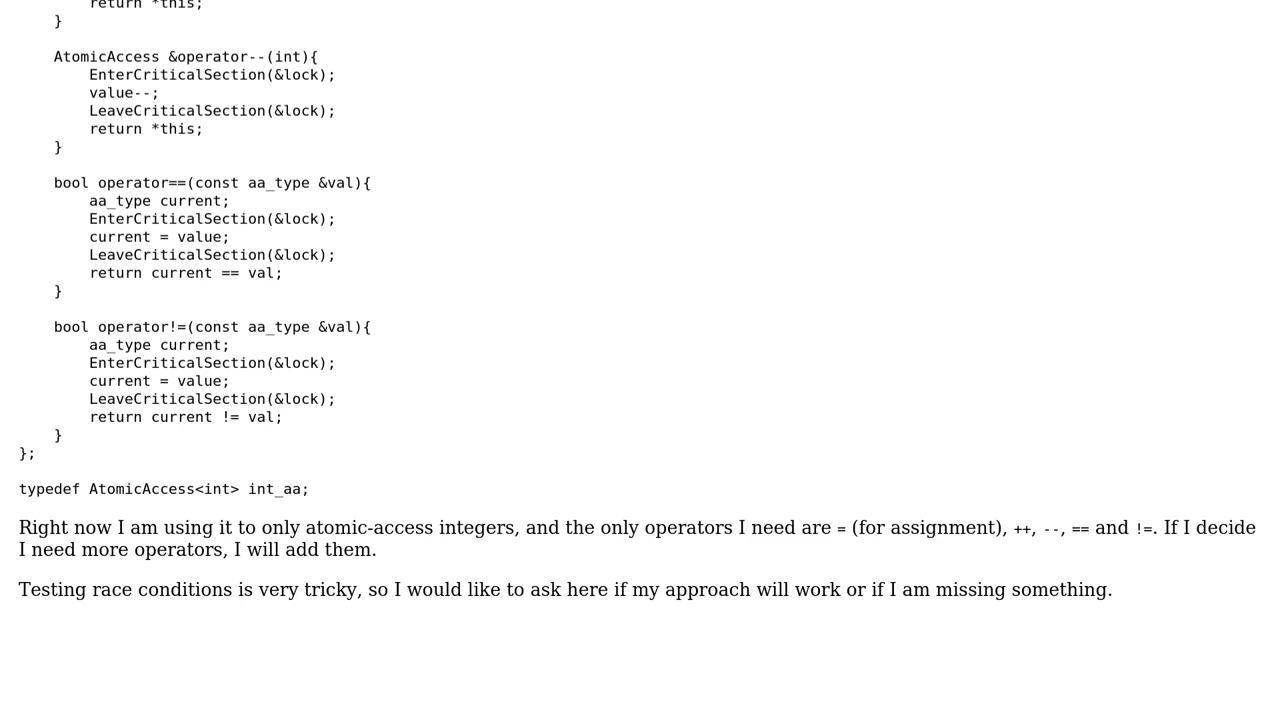 return *this;
    }

    AtomicAccess &operator--(int){
        EnterCriticalSection(&lock);
        value--;
        LeaveCriticalSection(&lock);
        return *this;
    }

    bool operator==(const aa_type &val){
        aa_type current;
        EnterCriticalSection(&lock);
        current = value;
        LeaveCriticalSection(&lock);
        return current == val;
    }

    bool operator!=(const aa_type &val){
        aa_type current;
        EnterCriticalSection(&lock);
        current = value;
        LeaveCriticalSection(&lock);
        return current != val;
    }
};

typedef AtomicAccess<int> int_aa;

Right now I am using it to only atomic-access integers, and the only operators I need are = (for assignment), ++, --, == and !=. If I decide
I need more operators, I will add them.

Testing race conditions is very tricky, so I would like to ask here if my approach will work or if I am missing something.